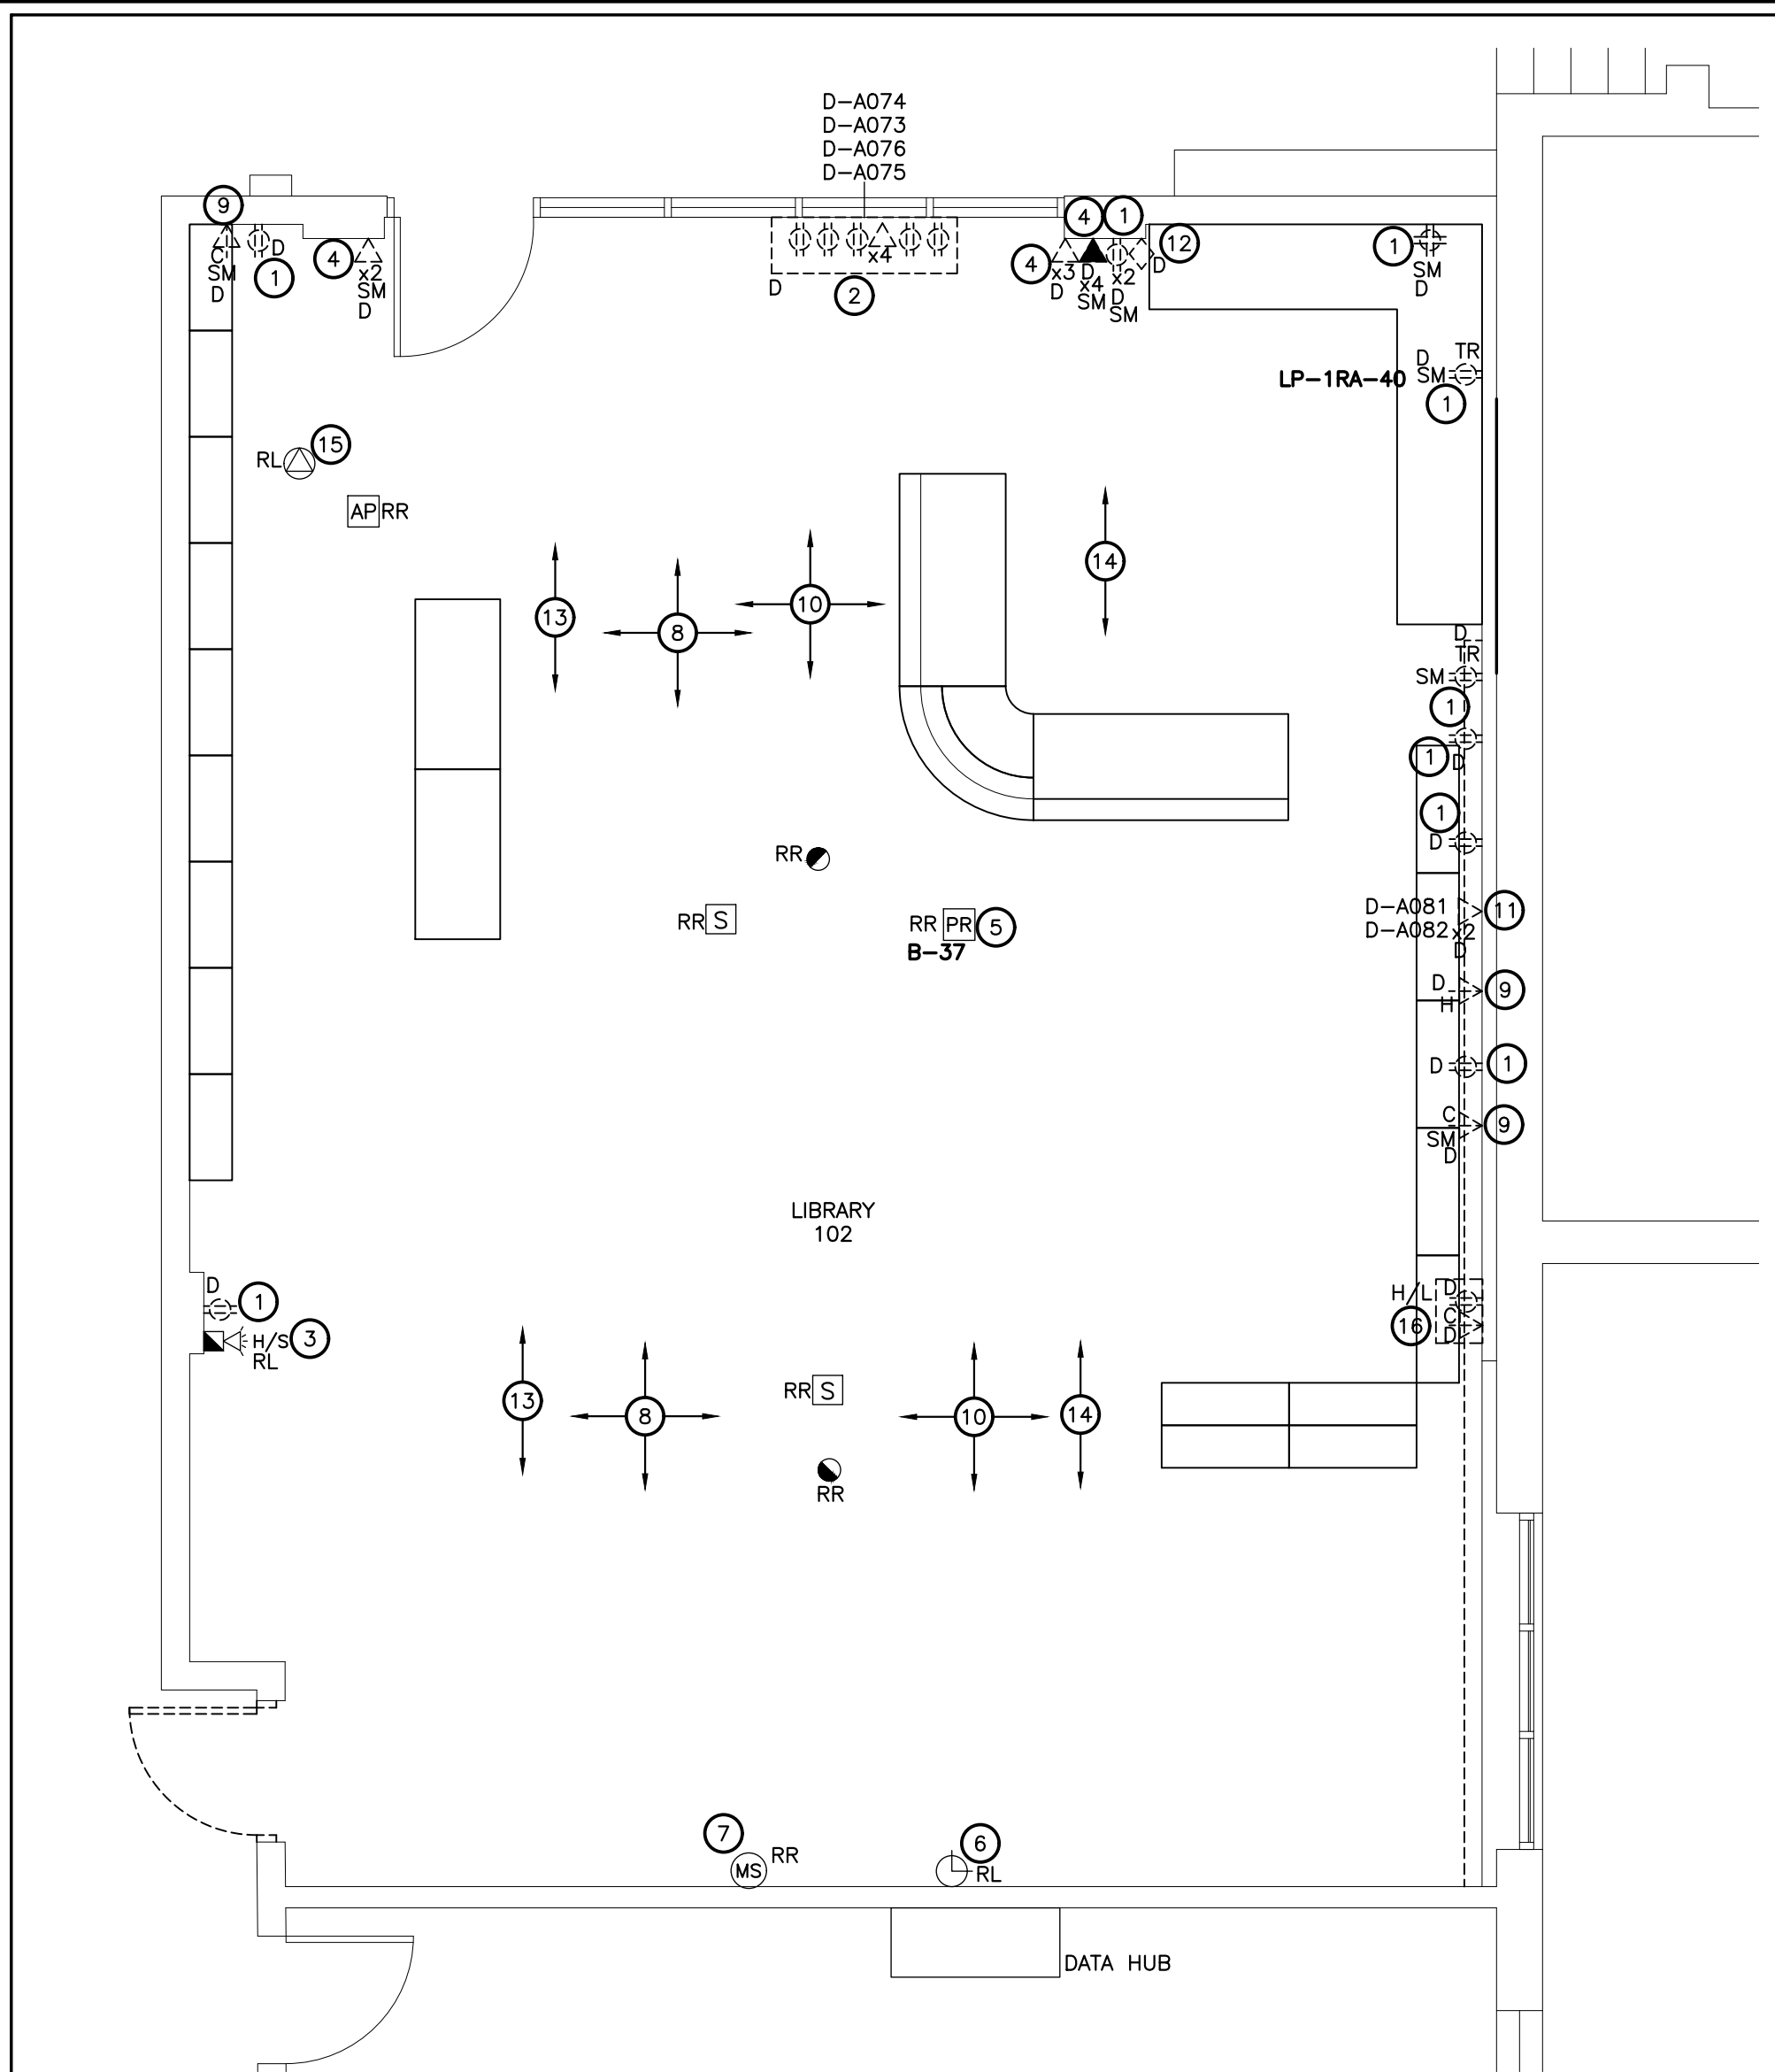 D-A074
D-A073
D-A076
D-A075
9
4
1
12
1
C
SM
D
D
1
4
x2
SM
D
x4
D
2
4
x3
D
D
x4
SM
x2
D
SM
D
SM
D
D
TR
SM
LP-1RA-40
1
RL
15
AP
RR
13
8
10
14
D
TR
SM
1
1
D
1
D
RR
RR
S
RR
PR
5
B-37
D-A081
D-A082
x2
D
11
D
H
9
D
1
C
SM
D
9
LIBRARY
102
D
1
H/S
RL
3
H/L
D
C
D
16
13
8
RR
S
10
14
RR
7
MS
RR
6
RL
DATA HUB